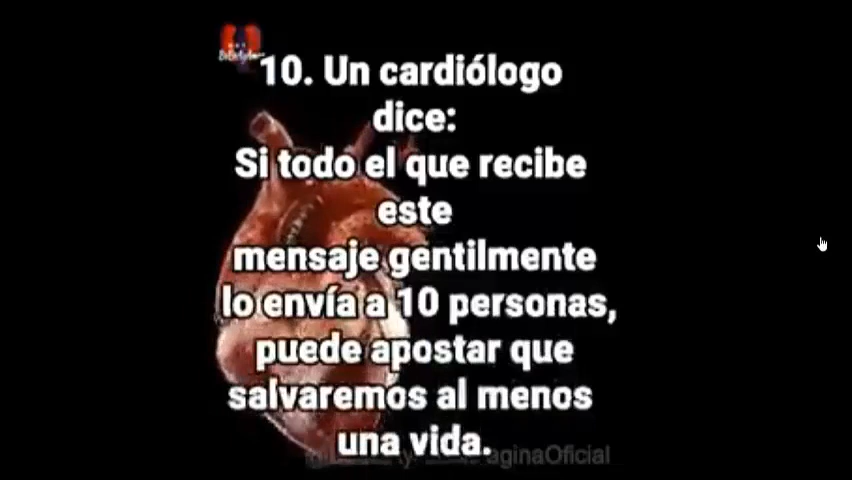 10. Un cardiólogo
dice:
Si todo el que recibe
este
mensaje gentilmente
lo envía a 10 personas,
puede apostar que
salvaremos al menos
una vida.
aginaOficial